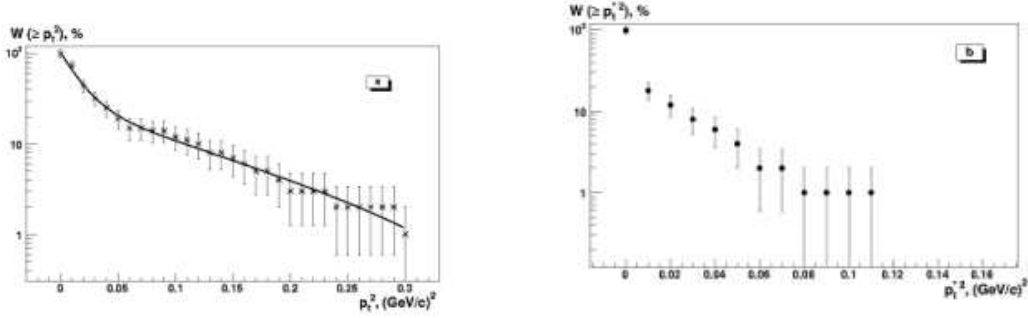 W (≥ p_t^2), %
10^2
10
1
0 0.05 0.1 0.15 0.2 0.25 0.3
p_t^2, (GeV/c)^2
W (≥ p_t^{*2}), %
b
10^2
10
1
0 0.02 0.04 0.06 0.08 0.1 0.12 0.14 0.16
p_t^{*2}, (GeV/c)^2